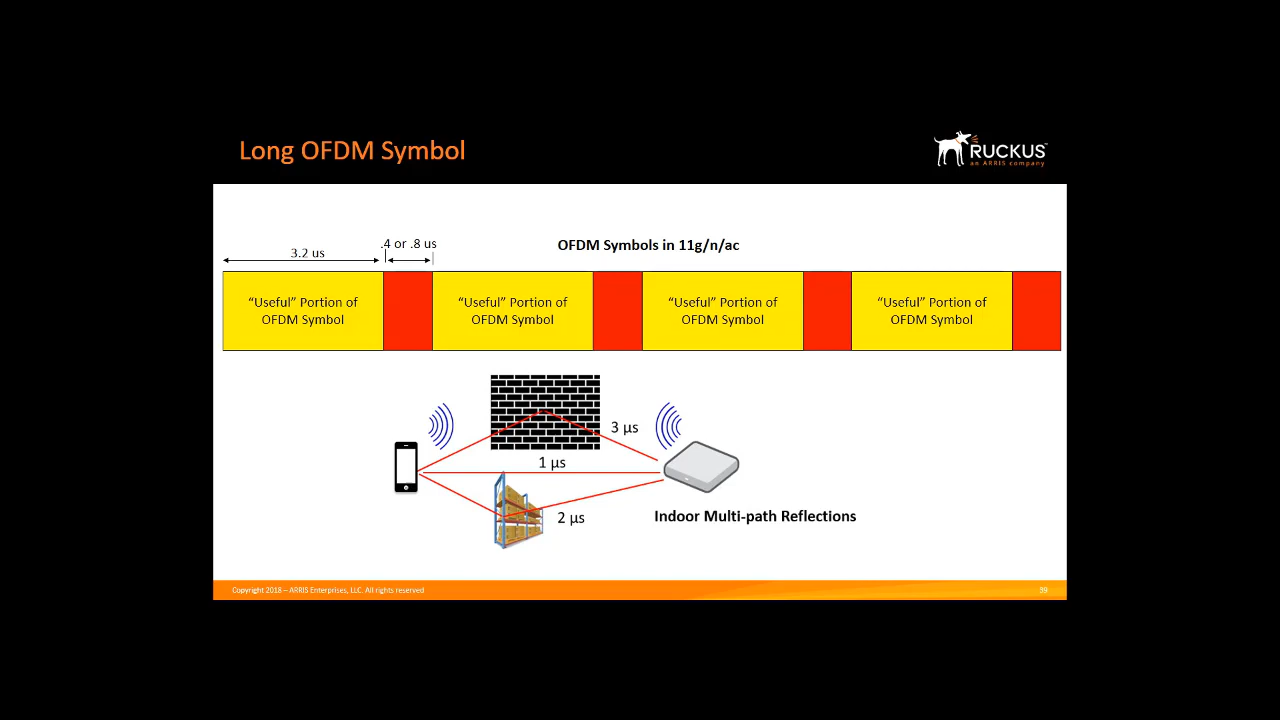 Long OFDM Symbol
RUCKUS™
an ARRIS company
OFDM Symbols in 11g/n/ac
3.2 us
.4 or .8 us
“Useful” Portion of
OFDM Symbol
“Useful” Portion of
OFDM Symbol
“Useful” Portion of
OFDM Symbol
“Useful” Portion of
OFDM Symbol
3 µs
1 µs
2 µs
Indoor Multi-path Reflections
Copyright 2018 – ARRIS Enterprises, LLC. All rights reserved
39